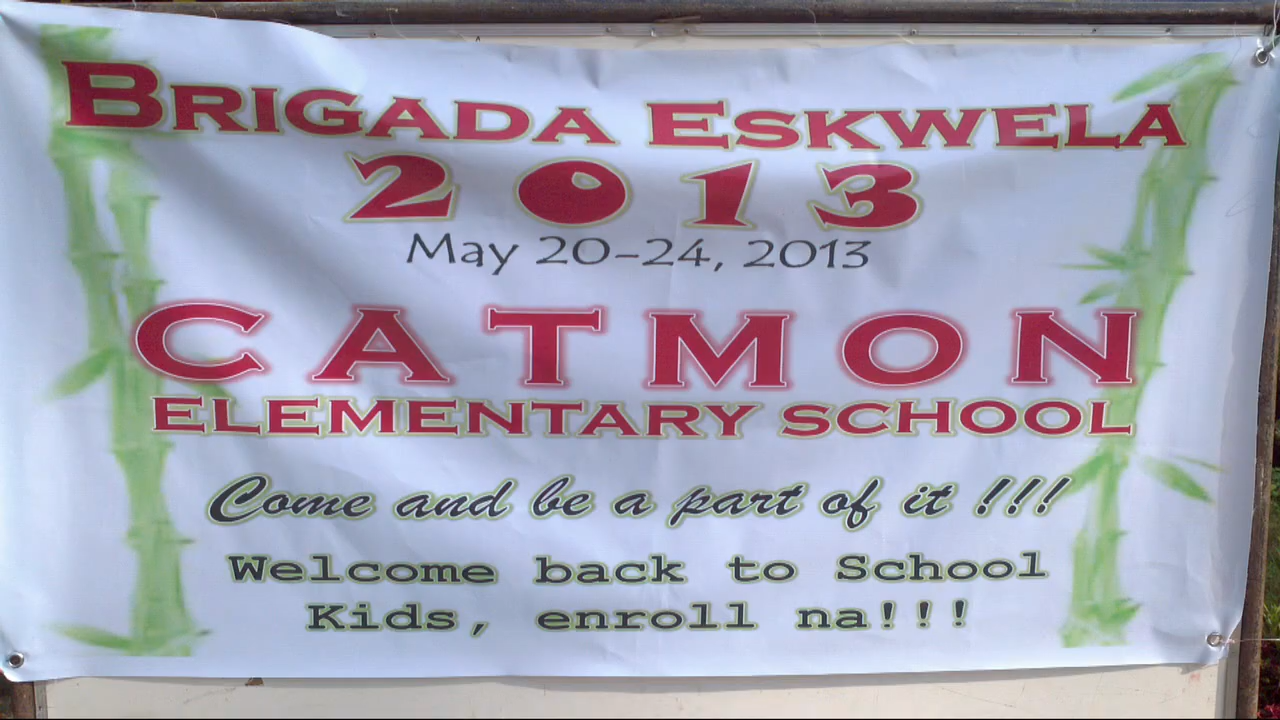 BRIGADA ESKWELA
2013
May 20-24, 2013
CATMON
ELEMENTARY SCHOOL
Come and be a part of it !!!
Welcome back to School
Kids, enroll na!!!